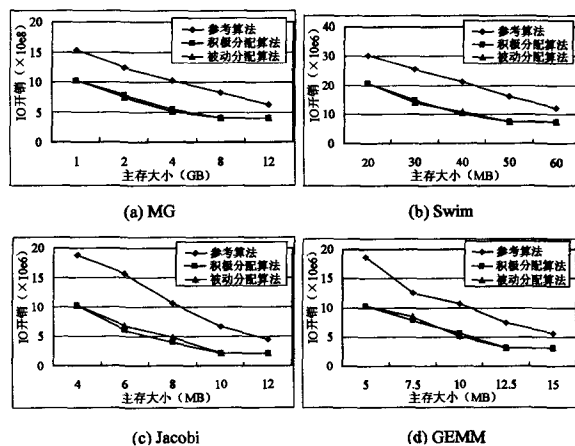 20
15
10
5
0
IO开销（×10e8）
参考算法
积极分配算法
被动分配算法
1 2 4 8 12
主存大小（GB）
(a) MG
40
30
20
10
0
IO开销（×10e6）
参考算法
积极分配算法
被动分配算法
20 30 40 50 60
主存大小（MB）
(b) Swim
20
15
10
5
0
IO开销（×10e6）
参考算法
积极分配算法
被动分配算法
4 6 8 10 12
主存大小（MB）
(c) Jacobi
20
15
10
5
0
IO开销（×10e6）
参考算法
积极分配算法
被动分配算法
5 7.5 10 12.5 15
主存大小（MB）
(d) GEMM